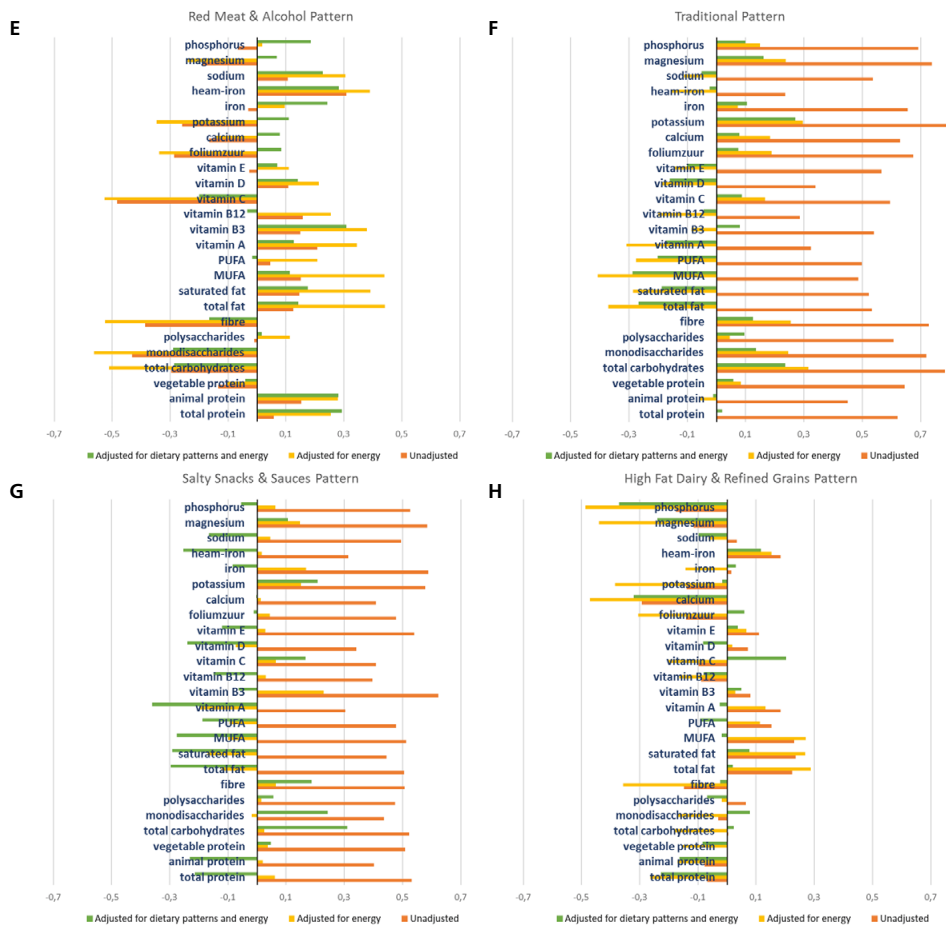 E
Red Meat & Alcohol Pattern
phosphorus
magnesium
sodium
heam-iron
iron
potassium
calcium
foliumzuur
vitamin E
vitamin D
vitamin C
vitamin B12
vitamin B3
vitamin A
PUFA
MUFA
saturated fat
total fat
fibre
polysaccharides
monodisaccharides
total carbohydrates
vegetable protein
animal protein
total protein
-0,7 -0,5 -0,3 -0,1 0,1 0,3 0,5 0,7
Adjusted for dietary patterns and energy Adjusted for energy Unadjusted
F
Traditional Pattern
phosphorus
magnesium
sodium
heam-iron
iron
potassium
calcium
foliumzuur
vitamin E
vitamin D
vitamin C
vitamin B12
vitamin B3
vitamin A
PUFA
MUFA
saturated fat
total fat
fibre
polysaccharides
monodisaccharides
total carbohydrates
vegetable protein
animal protein
total protein
-0,7 -0,5 -0,3 -0,1 0,1 0,3 0,5 0,7
Adjusted for dietary patterns and energy Adjusted for energy Unadjusted
G
Salty Snacks & Sauces Pattern
phosphorus
magnesium
sodium
heam-iron
iron
potassium
calcium
foliumzuur
vitamin E
vitamin D
vitamin C
vitamin B12
vitamin B3
vitamin A
PUFA
MUFA
saturated fat
total fat
fibre
polysaccharides
monodisaccharides
total carbohydrates
vegetable protein
animal protein
total protein
-0,7 -0,5 -0,3 -0,1 0,1 0,3 0,5 0,7
Adjusted for dietary patterns and energy Adjusted for energy Unadjusted
H
High Fat Dairy & Refined Grains Pattern
phosphorus
magnesium
sodium
heam-iron
iron
potassium
calcium
foliumzuur
vitamin E
vitamin D
vitamin C
vitamin B12
vitamin B3
vitamin A
PUFA
MUFA
saturated fat
total fat
fibre
polysaccharides
monodisaccharides
total carbohydrates
vegetable protein
animal protein
total protein
-0,7 -0,5 -0,3 -0,1 0,1 0,3 0,5 0,7
Adjusted for dietary patterns and energy Adjusted for energy Unadjusted